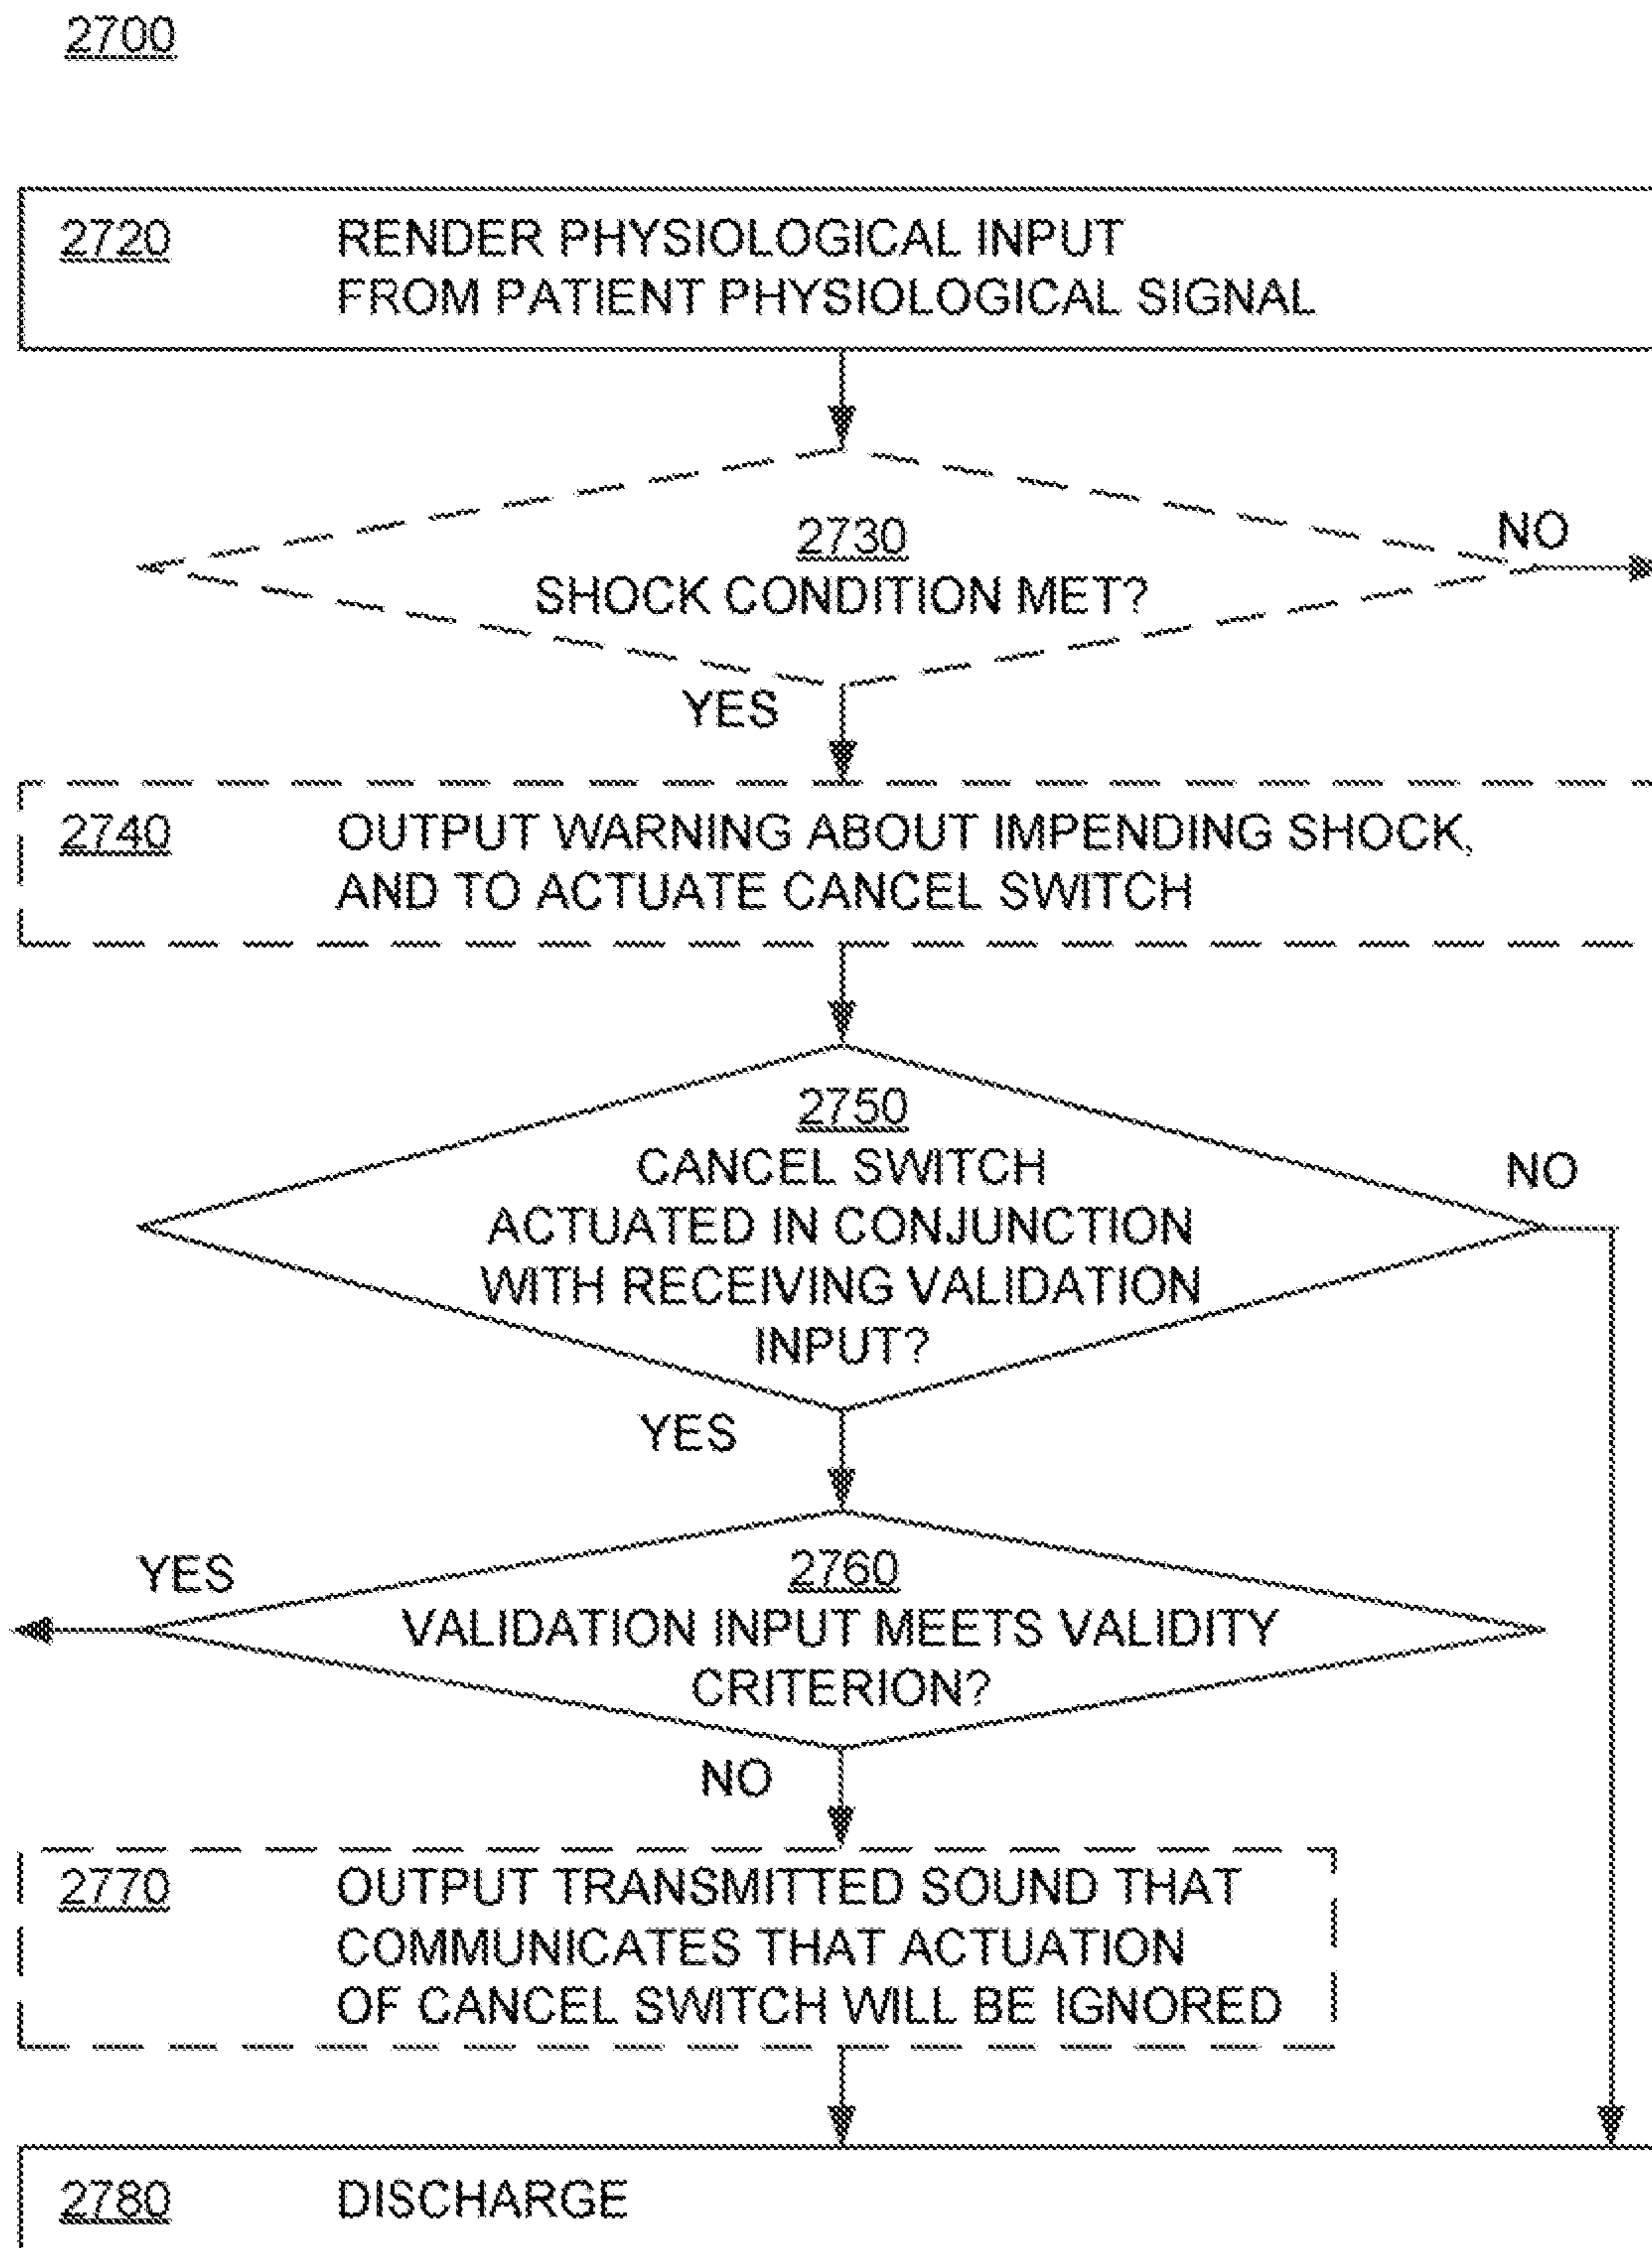 2700
2720 RENDER PHYSIOLOGICAL INPUT
FROM PATIENT PHYSIOLOGICAL SIGNAL
2730
NO
SHOCK CONDITION MET?
YES
2740 OUTPUT WARNING ABOUT IMPENDING SHOCK,
AND TO ACTUATE CANCEL SWITCH
2750
CANCEL SWITCH
NO
ACTUATED IN CONJUNCTION
WITH RECEIVING VALIDATION
INPUT?
YES
2760
YES
VALIDATION INPUT MEETS VALIDITY
CRITERION?
NO
2770 OUTPUT TRANSMITTED SOUND THAT
COMMUNICATES THAT ACTUATION
OF CANCEL SWITCH WILL BE IGNORED
2780 DISCHARGE